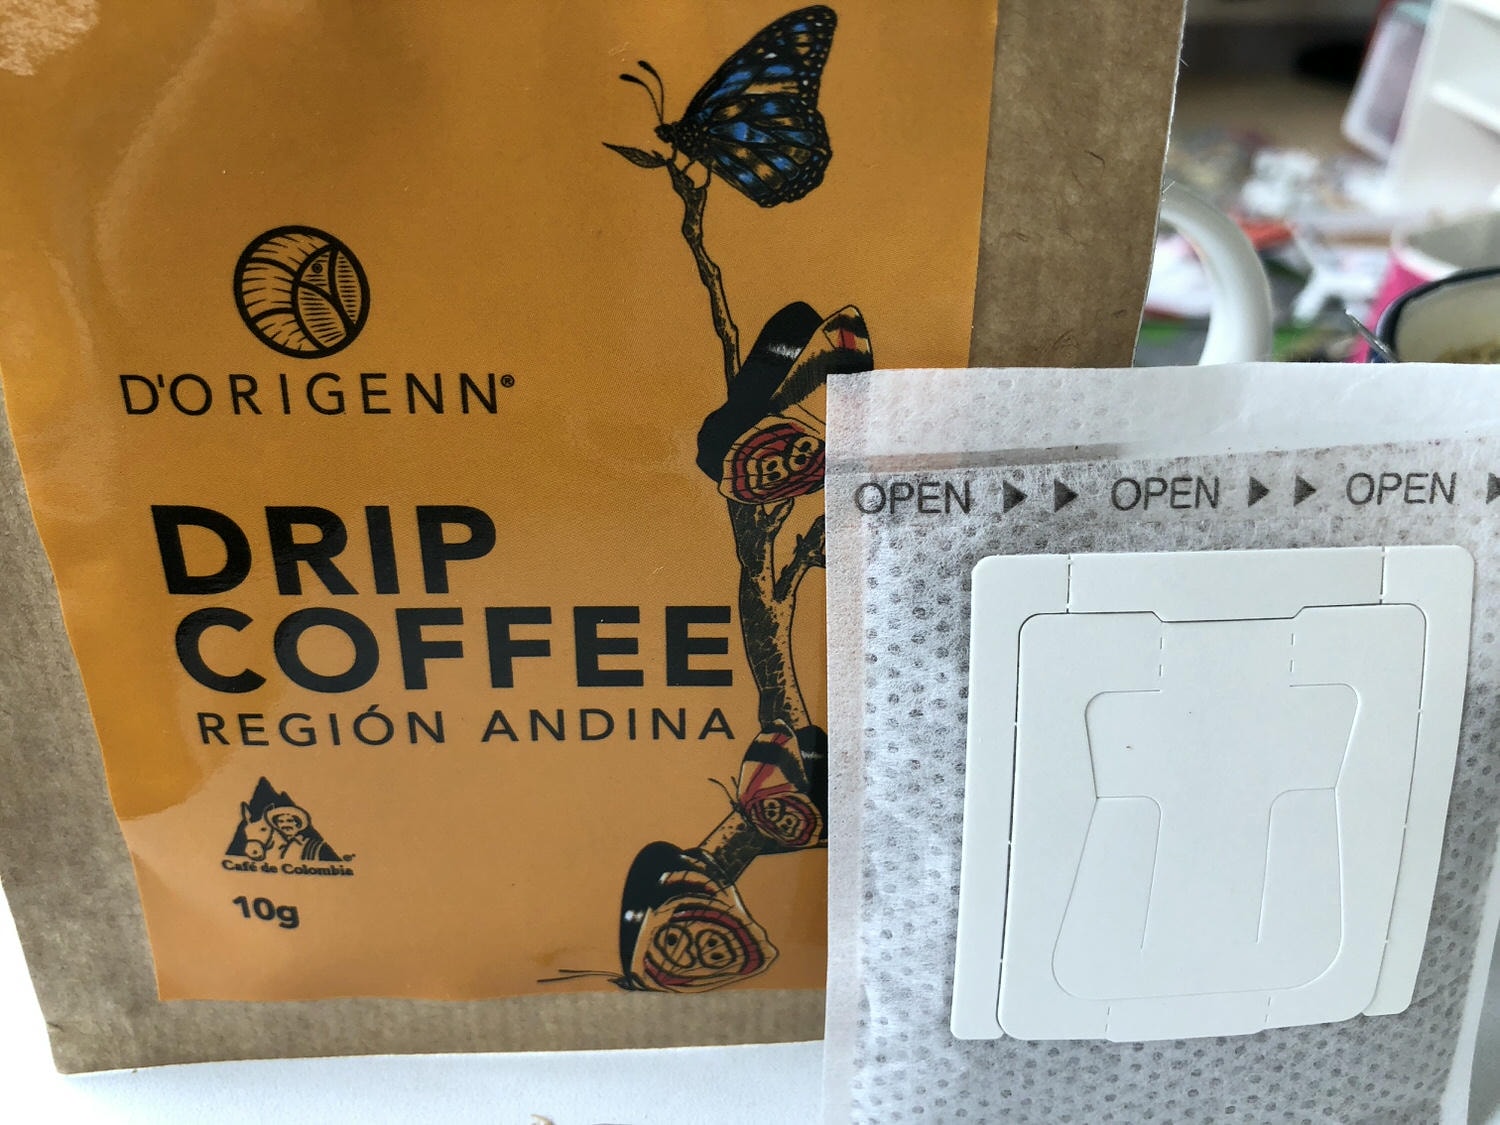 D'ORIGENN®
DRIP
COFFEE
REGIÓN ANDINA
Café de Colombia®
10g
OPEN ▶ ▶ OPEN ▶ ▶ OPEN ▶